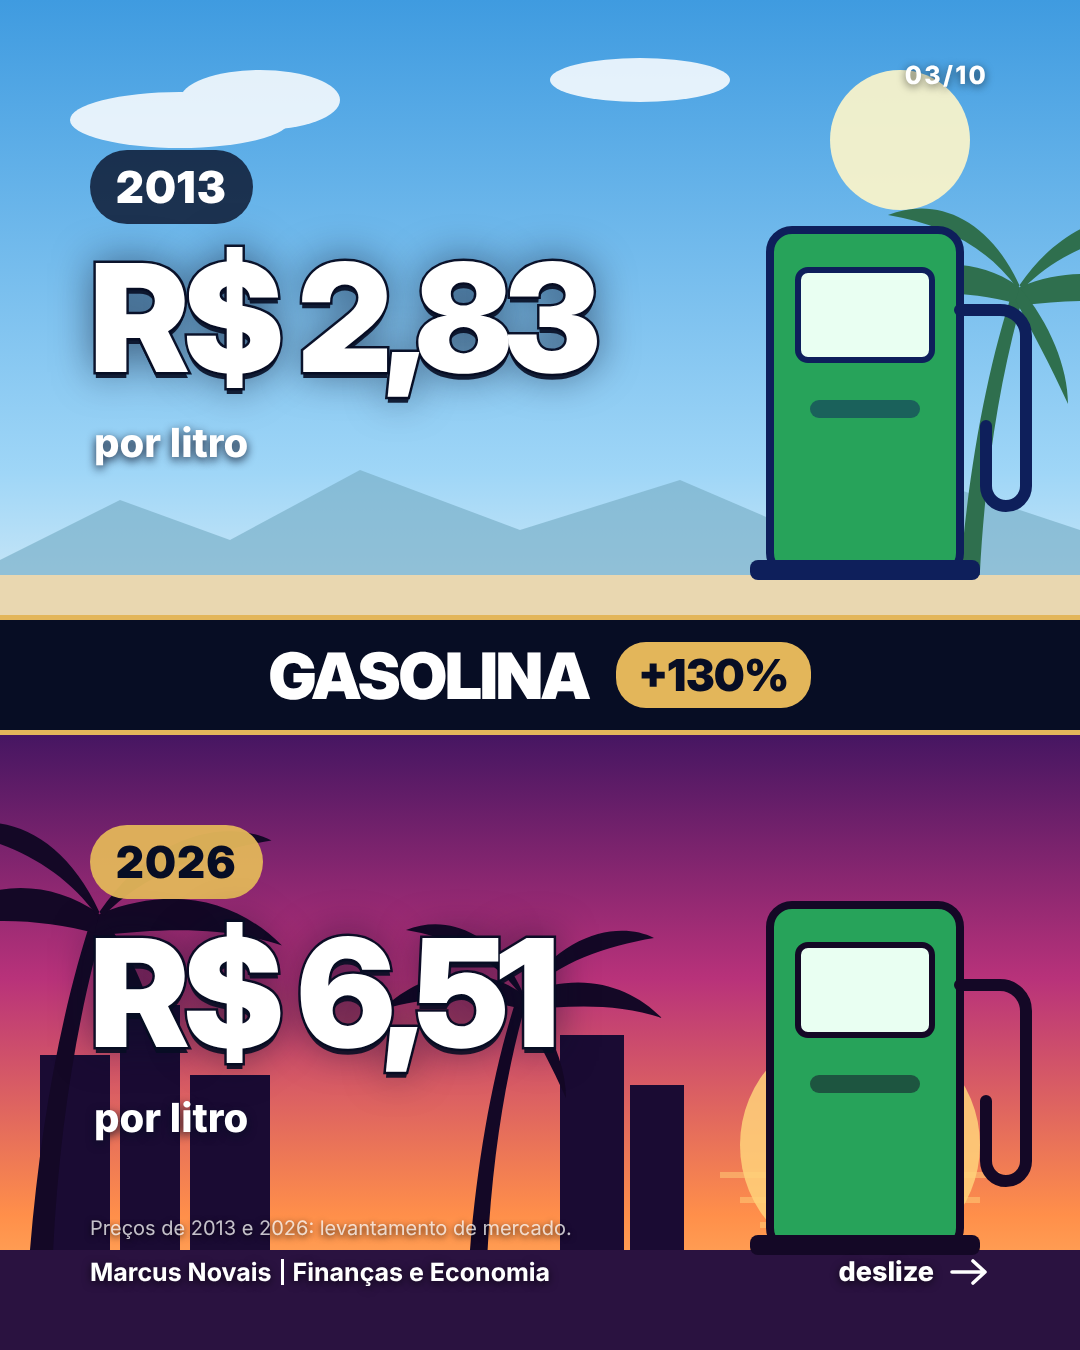 03/10
2013
R$ 2,83
por litro
GASOLINA +130%
2026
R$ 6,51
por litro
Preços de 2013 e 2026: levantamento de mercado.
Marcus Novais | Finanças e Economia
deslize →